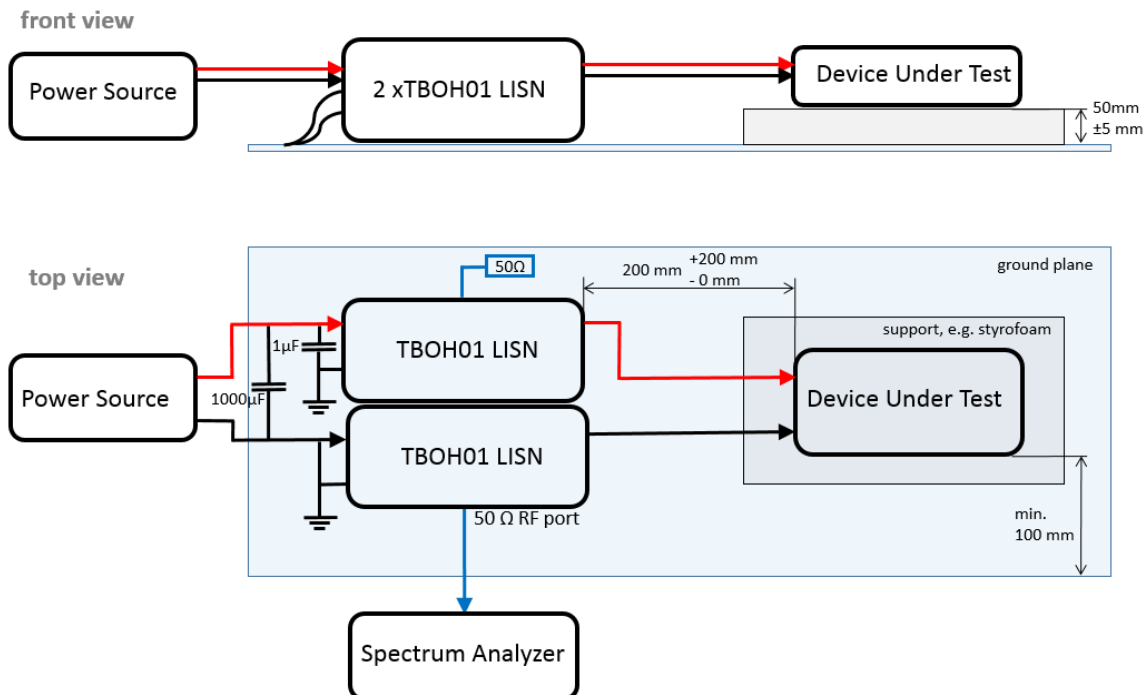 front view
Power Source
2 xTBOH01 LISN
Device Under Test
50mm
±5 mm
top view
50Ω
200 mm +200 mm
- 0 mm
ground plane
1µF
TBOH01 LISN
support, e.g. styrofoam
Power Source
1000µF
Device Under Test
TBOH01 LISN
50 Ω RF port
min.
100 mm
Spectrum Analyzer